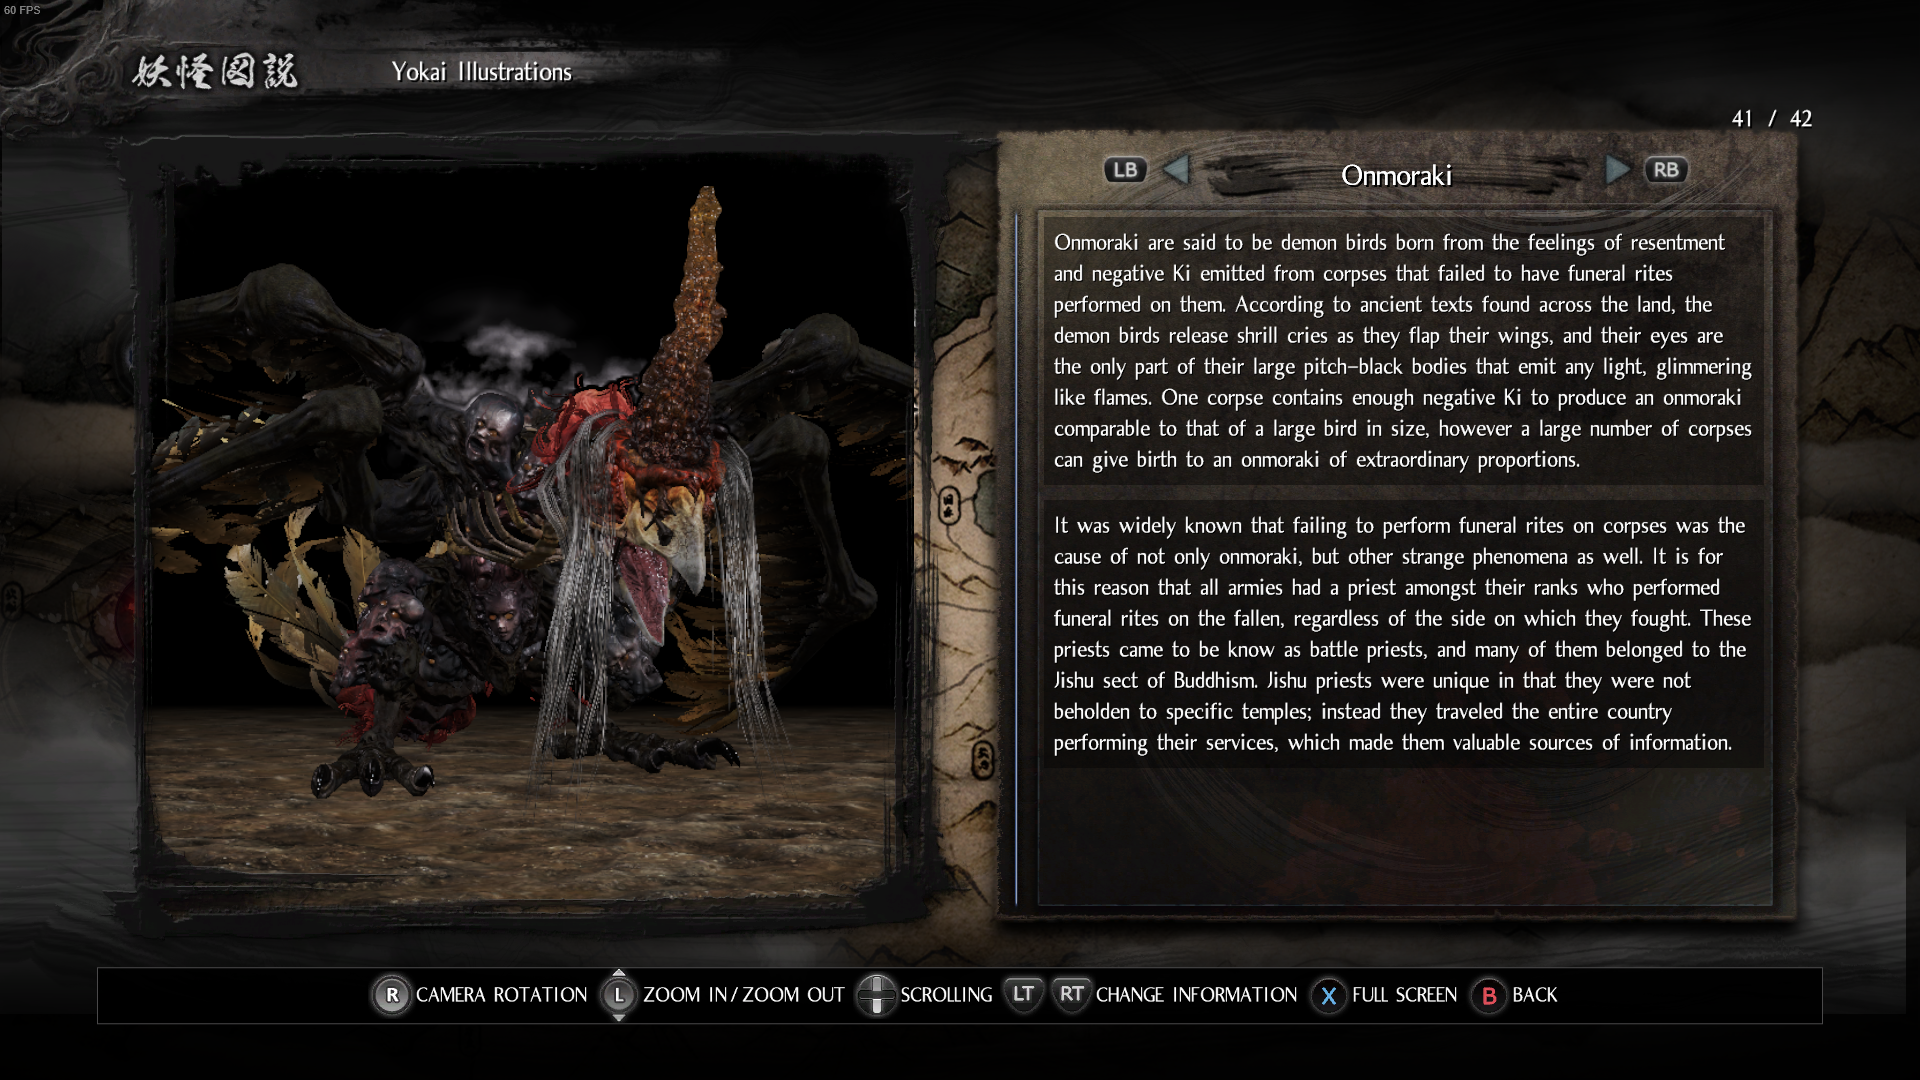 60 FPS
妖怪図説
Yokai Illustrations
41 / 42
LB
Onmoraki
RB
Onmoraki are said to be demon birds born from the feelings of resentment
and negative Ki emitted from corpses that failed to have funeral rites
performed on them. According to ancient texts found across the land, the
demon birds release shrill cries as they flap their wings, and their eyes are
the only part of their large pitch-black bodies that emit any light, glimmering
like flames. One corpse contains enough negative Ki to produce an onmoraki
comparable to that of a large bird in size, however a large number of corpses
can give birth to an onmoraki of extraordinary proportions.
It was widely known that failing to perform funeral rites on corpses was the
cause of not only onmoraki, but other strange phenomena as well. It is for
this reason that all armies had a priest amongst their ranks who performed
funeral rites on the fallen, regardless of the side on which they fought. These
priests came to be know as battle priests, and many of them belonged to the
Jishu sect of Buddhism. Jishu priests were unique in that they were not
beholden to specific temples; instead they traveled the entire country
performing their services, which made them valuable sources of information.
R CAMERA ROTATION L ZOOM IN/ZOOM OUT SCROLLING LT RT CHANGE INFORMATION X FULL SCREEN B BACK